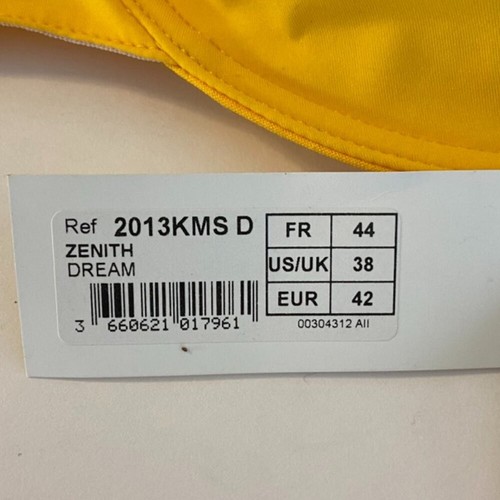 Ref 2013KMS D
ZENITH
DREAM
3 660621 017961
FR 44
US/UK 38
EUR 42
00304312 All